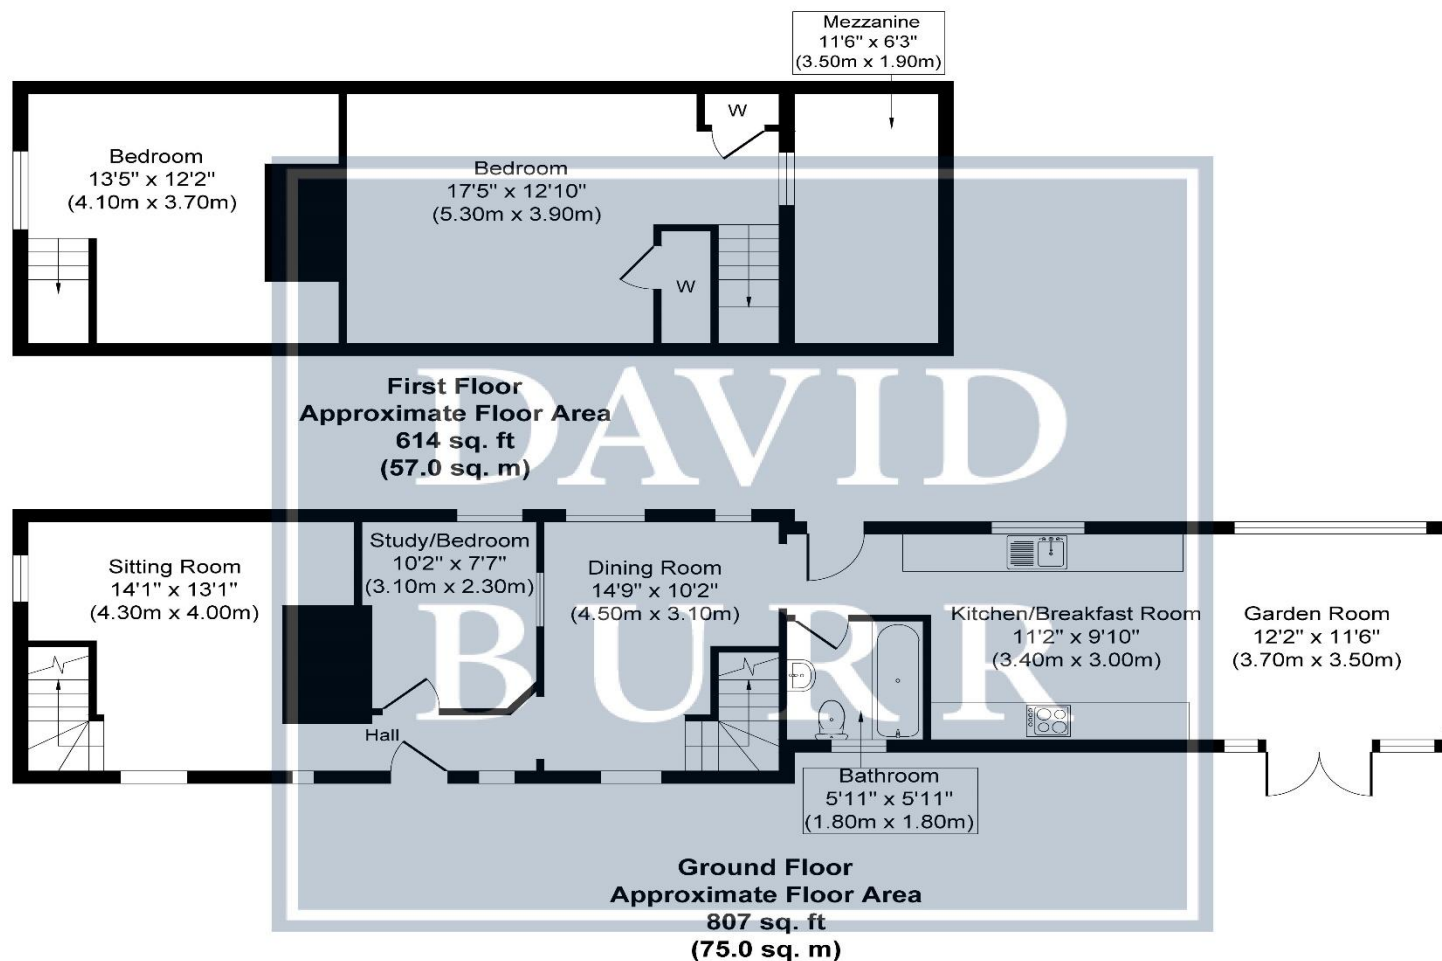 Mezzanine
11'6" x 6'3"
(3.50m x 1.90m)
W
Bedroom
13'5" x 12'2"
(4.10m x 3.70m)
Bedroom
17'5" x 12'10"
(5.30m x 3.90m)
W
First Floor
Approximate Floor Area
614 sq. ft
(57.0 sq. m)
DAVID
BURR
Sitting Room
14'1" x 13'1"
(4.30m x 4.00m)
Study/Bedroom
10'2" x 7'7"
(3.10m x 2.30m)
Dining Room
14'9" x 10'2"
(4.50m x 3.10m)
Kitchen/Breakfast Room
11'2" x 9'10"
(3.40m x 3.00m)
Garden Room
12'2" x 11'6"
(3.70m x 3.50m)
Hall
Bathroom
5'11" x 5'11"
(1.80m x 1.80m)
Ground Floor
Approximate Floor Area
807 sq. ft
(75.0 sq. m)